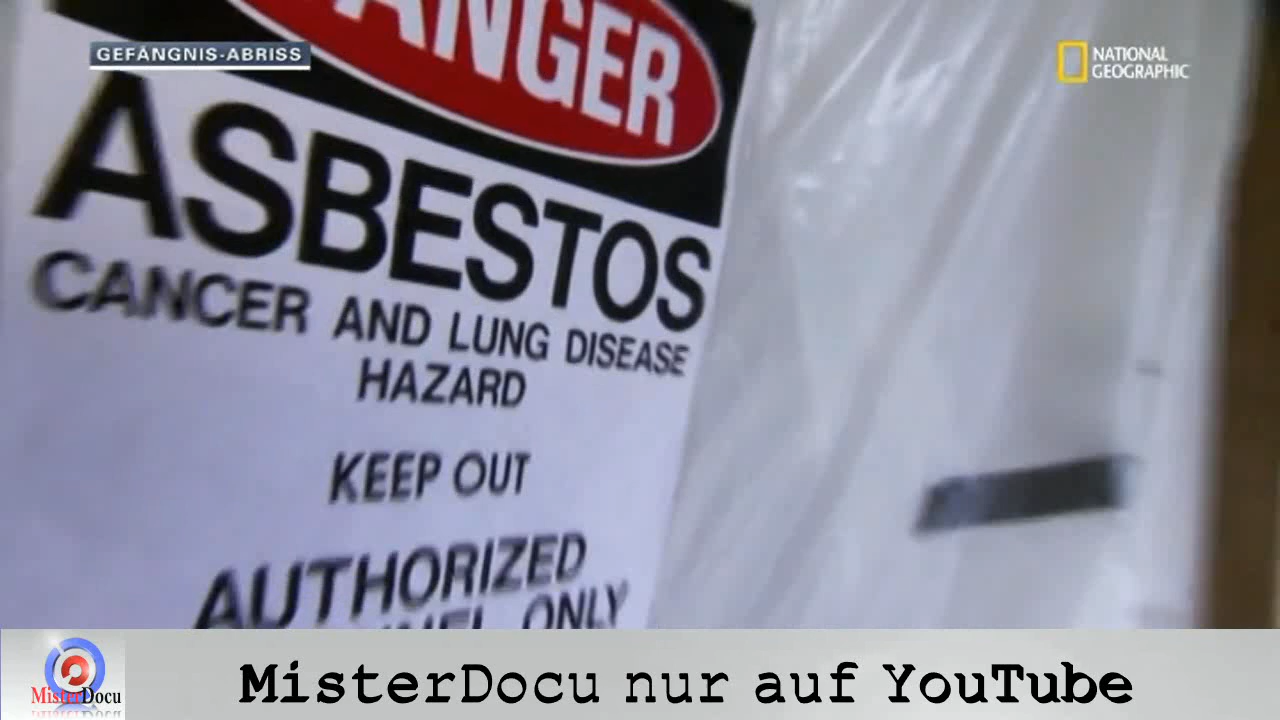 GEFÄNGNIS-ABRISS
NATIONAL
GEOGRAPHIC
ANGER
ASBESTOS
CANCER AND LUNG DISEASE
HAZARD
KEEP OUT
AUTHORIZED
ONLY
MisterDocu
MisterDocu nur auf YouTube